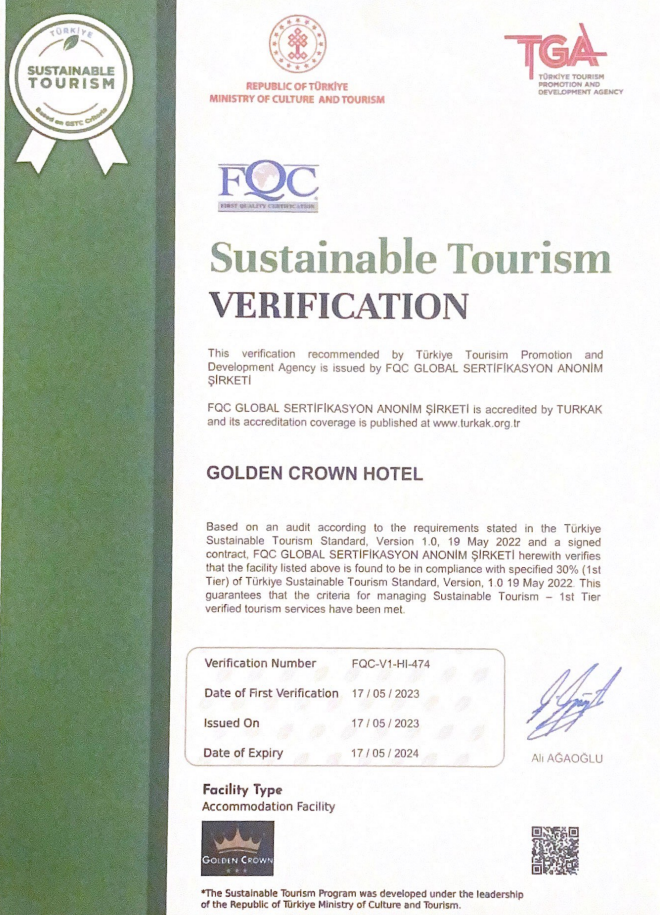 TÜRKİYE
SUSTAINABLE
TOURISM
Based on GSTC Criteria
REPUBLIC OF TÜRKİYE
MINISTRY OF CULTURE AND TOURISM
TGA
TÜRKİYE TOURISM
PROMOTION AND
DEVELOPMENT AGENCY
FQC
FIRST QUALITY CERTIFICATION
Sustainable Tourism
VERIFICATION
This verification recommended by Türkiye Tourisim Promotion and
Development Agency is issued by FQC GLOBAL SERTİFİKASYON ANONİM
ŞİRKETİ
FQC GLOBAL SERTİFİKASYON ANONİM ŞİRKETİ is accredited by TURKAK
and its accreditation coverage is published at www.turkak.org.tr
GOLDEN CROWN HOTEL
Based on an audit according to the requirements stated in the Türkiye
Sustainable Tourism Standard, Version 1.0, 19 May 2022 and a signed
contract, FQC GLOBAL SERTİFİKASYON ANONİM ŞİRKETİ herewith verifies
that the facility listed above is found to be in compliance with specified 30% (1st
Tier) of Türkiye Sustainable Tourism Standard, Version, 1.0 19 May 2022. This
guarantees that the criteria for managing Sustainable Tourism – 1st Tier
verified tourism services have been met.
Verification Number FQC-V1-HI-474
Date of First Verification 17 / 05 / 2023
Issued On 17 / 05 / 2023
Date of Expiry 17 / 05 / 2024
Ali AĞAOĞLU
Facility Type
Accommodation Facility
GOLDEN CROWN
*The Sustainable Tourism Program was developed under the leadership
of the Republic of Türkiye Ministry of Culture and Tourism.